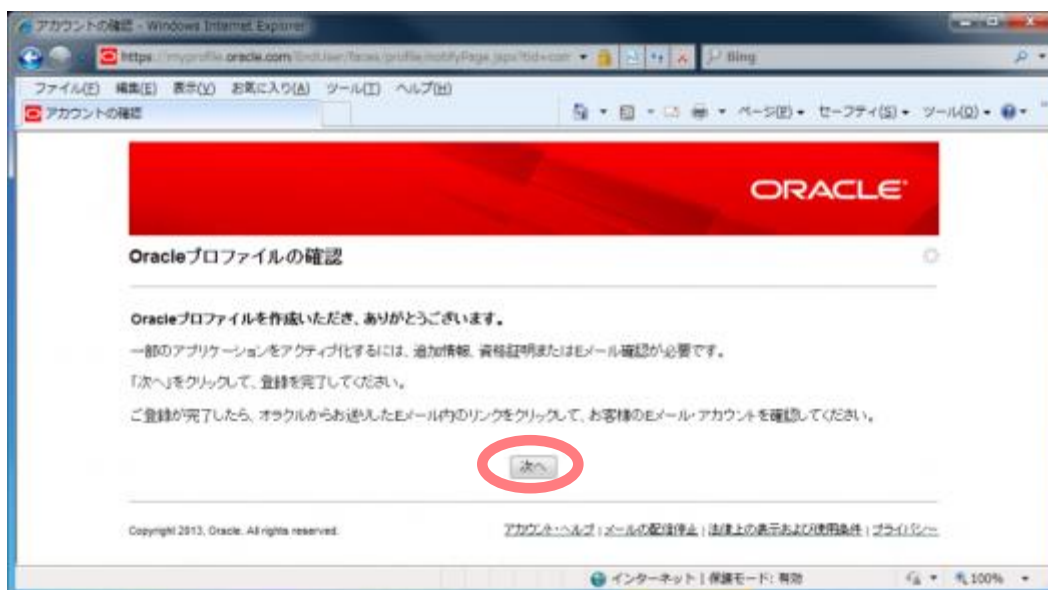 アカウントの確認 - Windows Internet Explorer
https://myprofile.oracle.com/EndUser/faces/profile/notifyPage.jspx?tid=con
Bing
ファイル(F) 編集(E) 表示(V) お気に入り(A) ツール(T) ヘルプ(H)
アカウントの確認
ページ(P) セーフティ(S) ツール(O)
ORACLE
Oracleプロファイルの確認
Oracleプロファイルを作成いただき、ありがとうございます。
一部のアプリケーションをアクティブ化するには、追加情報、資格証明またはEメール確認が必要です。
「次へ」をクリックして、登録を完了してください。
ご登録が完了したら、オラクルからお送りしたEメール内のリンクをクリックして、お客様のEメール・アカウントを確認してください。
次へ
Copyright 2013, Oracle. All rights reserved.
アカウント・ヘルプ | メールの配信停止 | 法律上の表示および使用条件 | プライバシー
インターネット | 保護モード: 有効
100%